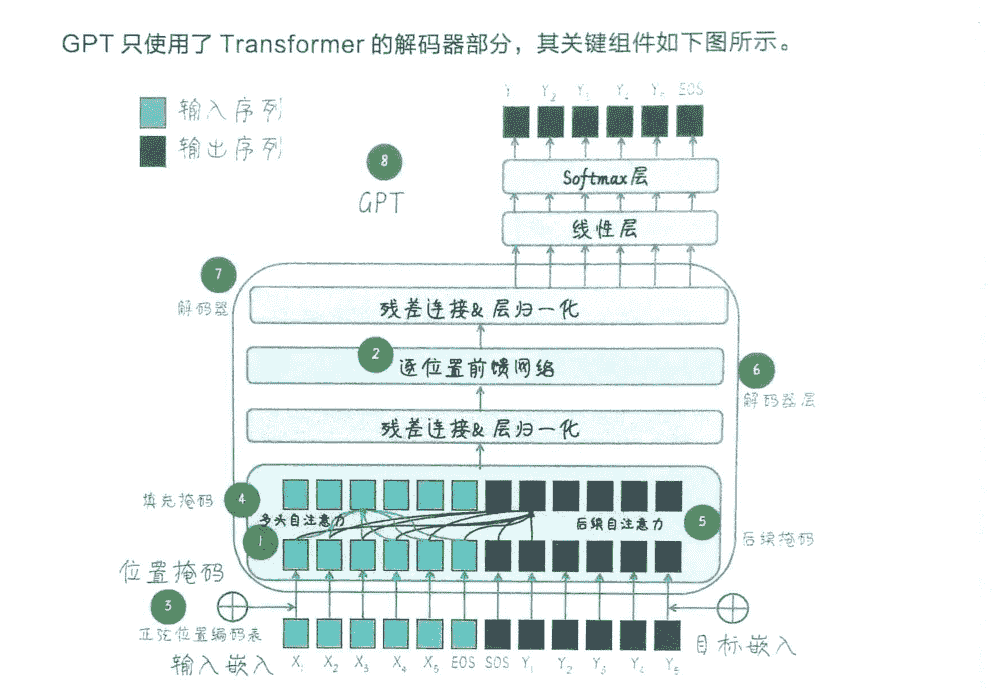 GPT 只使用了 Transformer 的解码器部分，其关键组件如下图所示。
输入序列
输出序列
Y Y₂ Y₃ Y₄ EOS
8
GPT
Softmax层
线性层
7
解码器
残差连接&层归一化
2
逐位置前馈网络
6
解码器层
残差连接&层归一化
填充掩码
4
多头自注意力
后续自注意力
5
后续掩码
1
位置掩码
3
正弦位置编码表
输入嵌入
目标嵌入
X₁ X₂ X₃ X₄ X₅ EOS SOS Y₁ Y₂ Y₃ Y₅